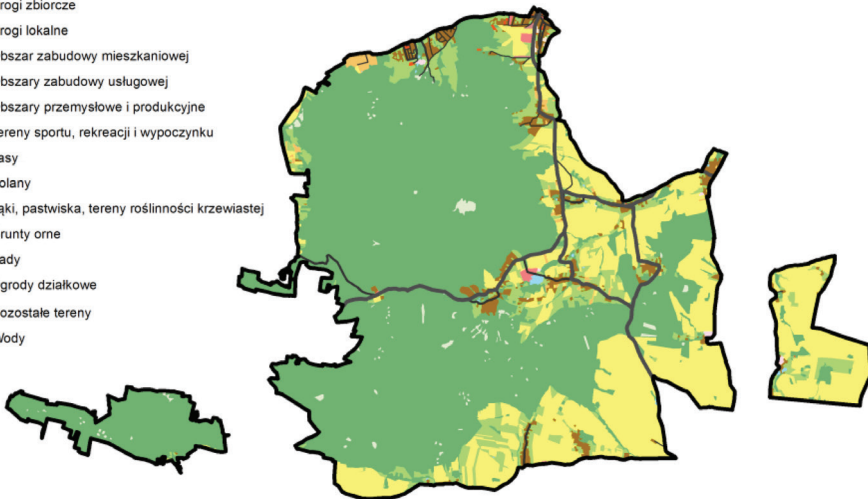 rogi zbiorcze
rogi lokalne
bszar zabudowy mieszkaniowej
bszary zabudowy usługowej
bszary przemysłowe i produkcyjne
ereny sportu, rekreacji i wypoczynku
asy
olany
ąki, pastwiska, tereny roślinności krzewiastej
runty orne
ady
grody działkowe
ozostałe tereny
Wody